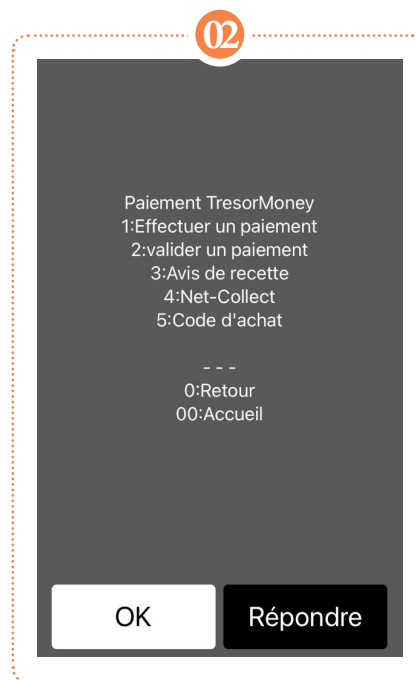 02
Paiement TresorMoney
1:Effectuer un paiement
2:valider un paiement
3:Avis de recette
4:Net-Collect
5:Code d'achat
- - -
0:Retour
00:Accueil
OK
Répondre